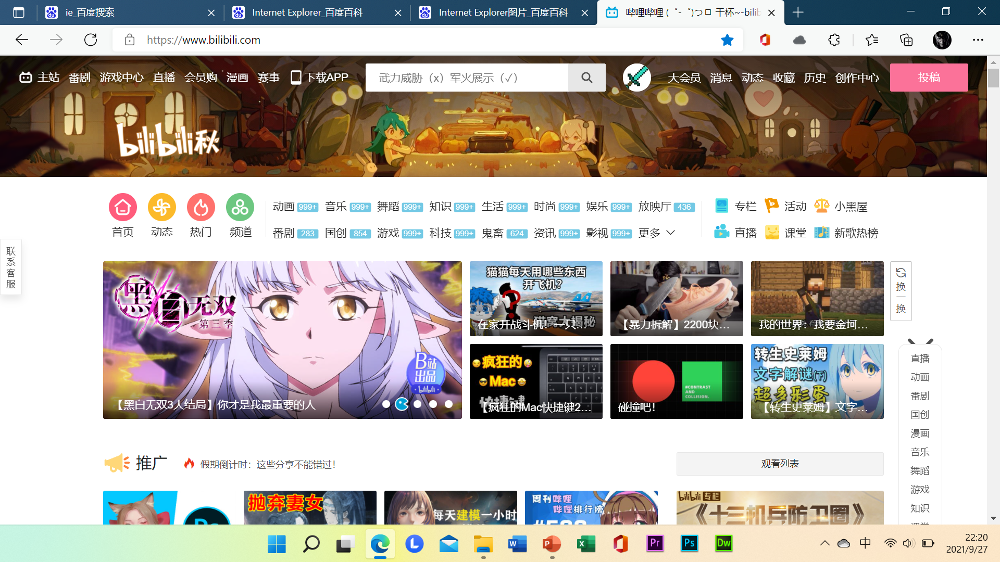 ie_百度搜索
Internet Explorer_百度百科
Internet Explorer图片_百度百科
哔哩哔哩 (゜-゜)つロ 干杯~-bilib
https://www.bilibili.com
主站 番剧 游戏中心 直播 会员购 漫画 赛事 下载APP
武力威胁（x）军火展示（✓）
大会员 消息 动态 收藏 历史 创作中心 投稿
bilibili秋
首页 动态 热门 频道
动画 999+ 音乐 999+ 舞蹈 999+ 知识 999+ 生活 999+ 时尚 999+ 娱乐 999+ 放映厅 436
番剧 283 国创 854 游戏 999+ 科技 999+ 鬼畜 624 资讯 999+ 影视 999+ 更多
专栏 活动 小黑屋
直播 课堂 新歌热榜
联系客服
黑白无双
第三季
B站
出品
bilibili
【黑白无双3大结局】你才是我最重要的人
猫猫每天用哪些东西
开飞机？
猫窝大揭秘
在家开战斗机！一只...
【暴力拆解】2200块...
我的世界：我要金坷...
换一换
疯狂的
Mac
快捷键
【疯狂的Mac快捷键2...
#CONTRAST
AND
COLLISION.
碰撞吧！
转生史莱姆
文字解谜(下)
超多彩蛋
【转生史莱姆】文字...
直播
动画
番剧
国创
漫画
音乐
舞蹈
游戏
知识
推广
假期倒计时：这些分享不能错过！
观看列表
抛弃妻女
每天建模一小时
周刊哔哩
哔哩排行榜
bilibili专栏
《十三机兵防卫圈》
W P X Pr Ps Dw
中
22:20
2021/9/27